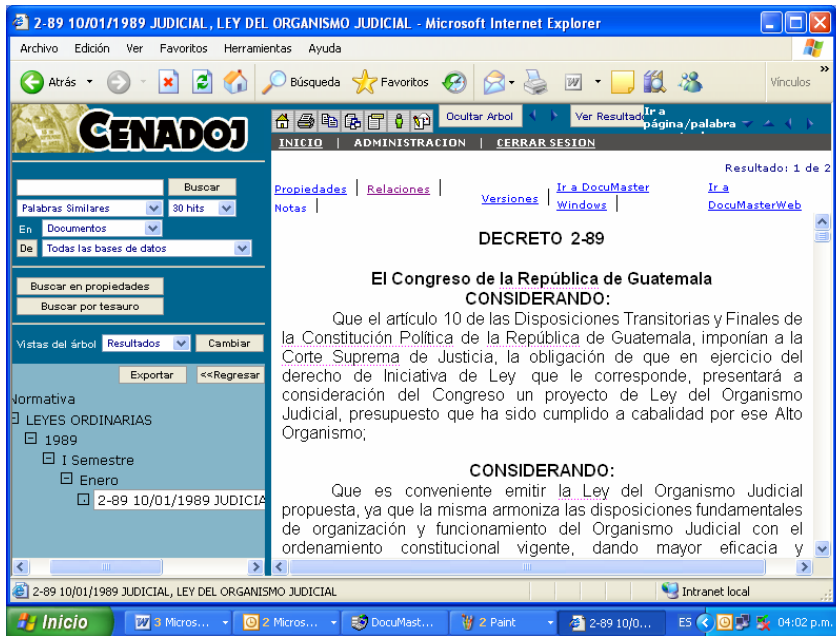 2-89 10/01/1989 JUDICIAL, LEY DEL ORGANISMO JUDICIAL - Microsoft Internet Explorer
Archivo Edición Ver Favoritos Herramientas Ayuda
Atrás Búsqueda Favoritos Vínculos
CENADOJ
Buscar
Palabras Similares 30 hits
En Documentos
De Todas las bases de datos
Buscar en propiedades
Buscar por tesauro
Vistas del árbol Resultados Cambiar
Exportar <<Regresar
Normativa
LEYES ORDINARIAS
1989
I Semestre
Enero
2-89 10/01/1989 JUDICIA
Ocultar Arbol Ver Resultado Ir a
página/palabra
INICIO | ADMINISTRACION | CERRAR SESION
Resultado: 1 de 2
Propiedades | Relaciones | Versiones | Ir a DocuMaster Ir a
Notas | Windows | DocuMasterWeb
DECRETO 2-89
El Congreso de la República de Guatemala
CONSIDERANDO:
Que el artículo 10 de las Disposiciones Transitorias y Finales de
la Constitución Política de la República de Guatemala, imponían a la
Corte Suprema de Justicia, la obligación de que en ejercicio del
derecho de Iniciativa de Ley que le corresponde, presentará a
consideración del Congreso un proyecto de Ley del Organismo
Judicial, presupuesto que ha sido cumplido a cabalidad por ese Alto
Organismo;
CONSIDERANDO:
Que es conveniente emitir la Ley del Organismo Judicial
propuesta, ya que la misma armoniza las disposiciones fundamentales
de organización y funcionamiento del Organismo Judicial con el
ordenamiento constitucional vigente, dando mayor eficacia y
2-89 10/01/1989 JUDICIAL, LEY DEL ORGANISMO JUDICIAL Intranet local
Inicio 3 Micros... 2 Micros... DocuMast... 2 Paint 2-89 10/0... ES 04:02 p.m.